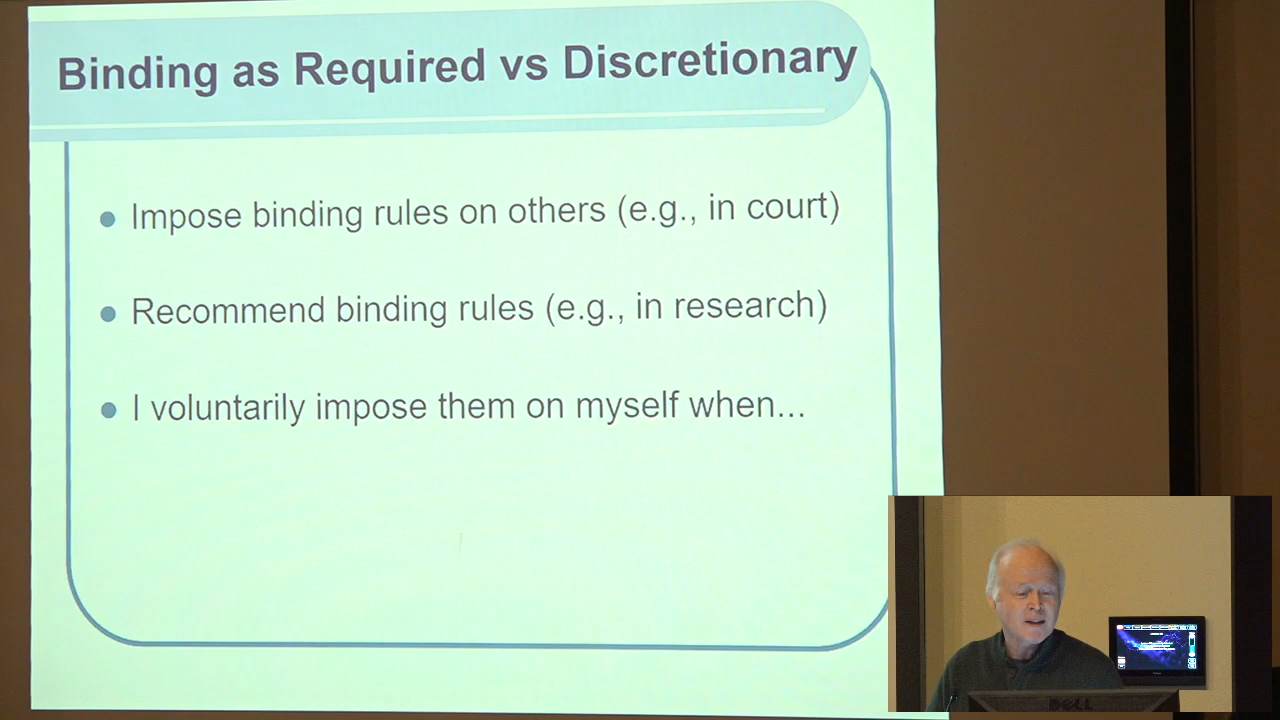 Binding as Required vs Discretionary
Impose binding rules on others (e.g., in court)
Recommend binding rules (e.g., in research)
I voluntarily impose them on myself when...
DELL